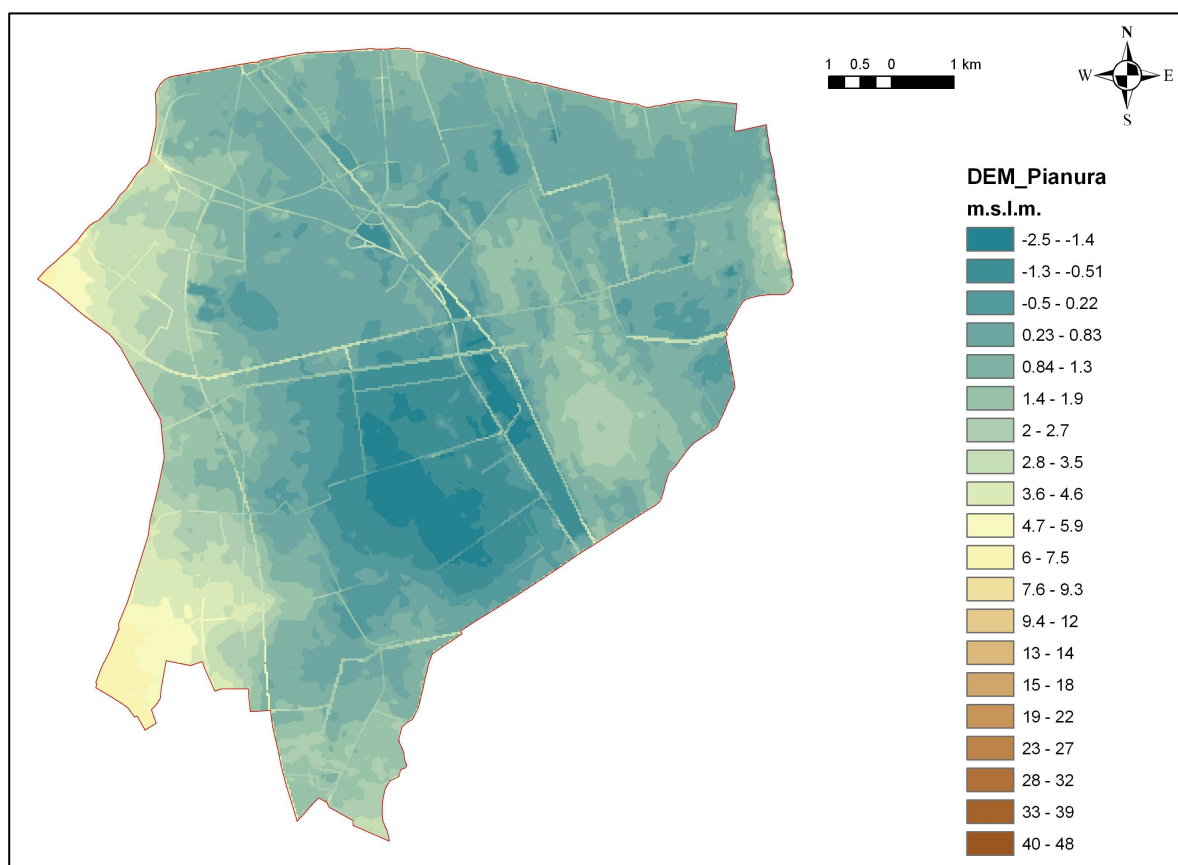 N
1 0.5 0 1 km
W E
S
DEM_Pianura
m.s.l.m.
-2.5 - -1.4
-1.3 - -0.51
-0.5 - 0.22
0.23 - 0.83
0.84 - 1.3
1.4 - 1.9
2 - 2.7
2.8 - 3.5
3.6 - 4.6
4.7 - 5.9
6 - 7.5
7.6 - 9.3
9.4 - 12
13 - 14
15 - 18
19 - 22
23 - 27
28 - 32
33 - 39
40 - 48